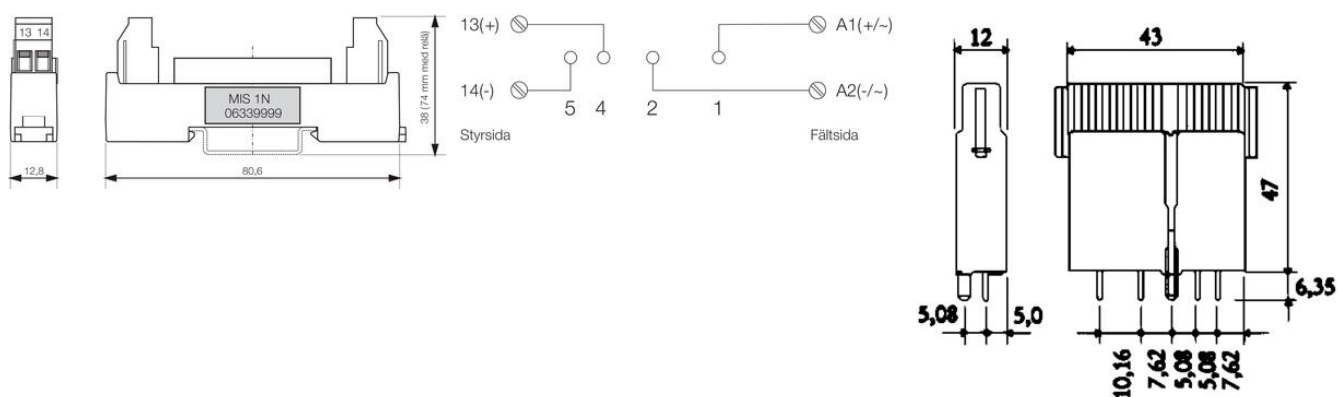 13 14
12,8
MIS 1N
06339999
80,6
38 (74 mm med relä)
13(+)
14(-)
5 4 2 1
A1(+/~)
A2(-/~)
Styrsida
Fältsida
12
43
47
6,35
5,08
5,0
10,16
7,62
5,08
5,08
7,62